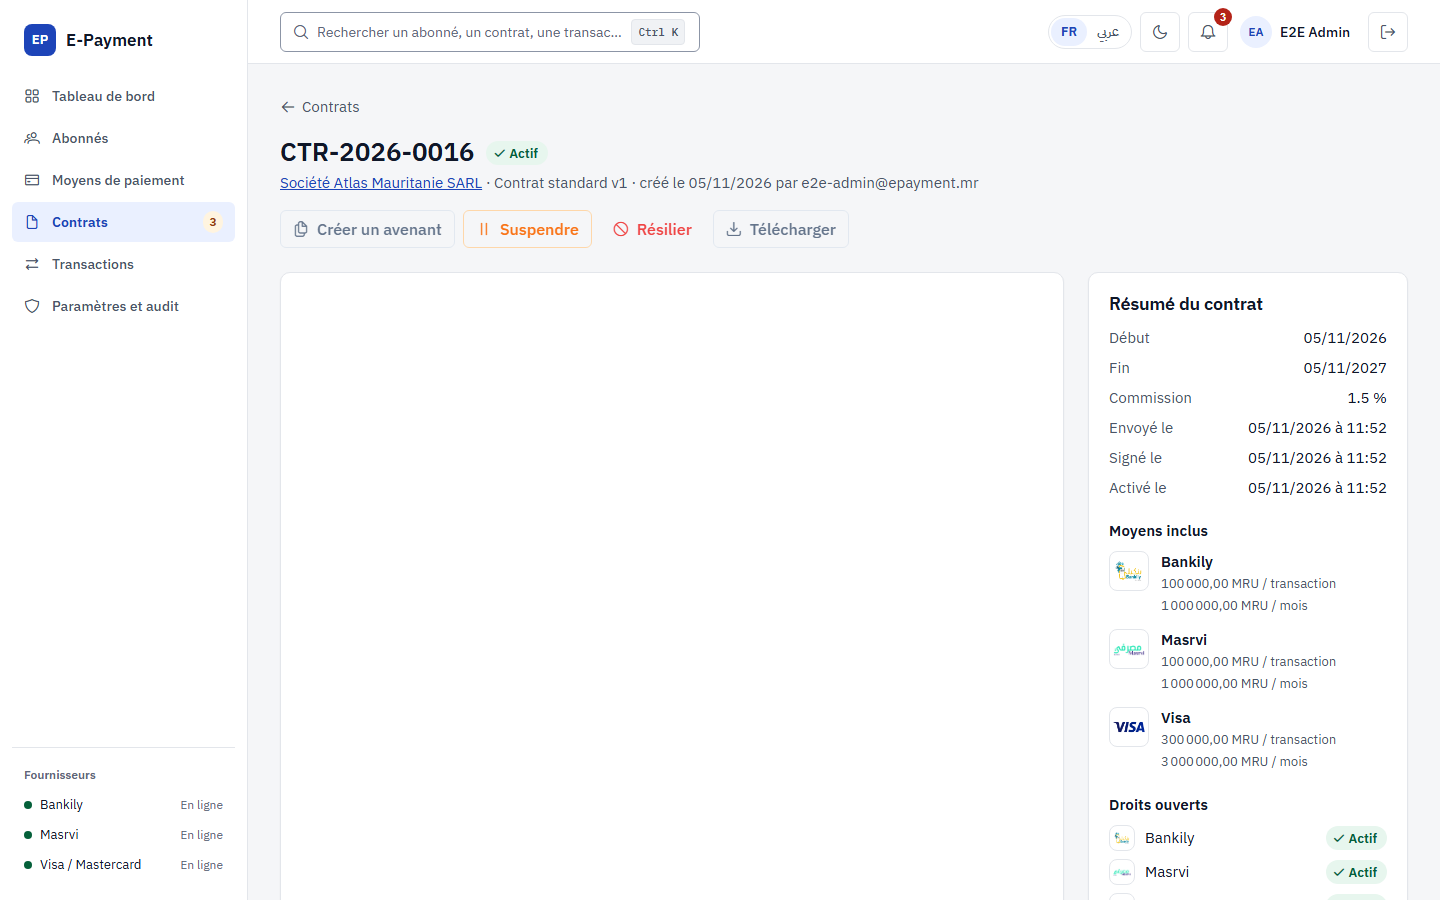 EP E-Payment
Tableau de bord
Abonnés
Moyens de paiement
Contrats 3
Transactions
Paramètres et audit
Fournisseurs
Bankily En ligne
Masrvi En ligne
Visa / Mastercard En ligne
Rechercher un abonné, un contrat, une transac... Ctrl K
FR عربي 3 EA E2E Admin
Contrats
CTR-2026-0016 Actif
Société Atlas Mauritanie SARL · Contrat standard v1 · créé le 05/11/2026 par e2e-admin@epayment.mr
Créer un avenant Suspendre Résilier Télécharger
Résumé du contrat
Début 05/11/2026
Fin 05/11/2027
Commission 1.5 %
Envoyé le 05/11/2026 à 11:52
Signé le 05/11/2026 à 11:52
Activé le 05/11/2026 à 11:52
Moyens inclus
Bankily
100 000,00 MRU / transaction
1 000 000,00 MRU / mois
Masrvi
100 000,00 MRU / transaction
1 000 000,00 MRU / mois
VISA Visa
300 000,00 MRU / transaction
3 000 000,00 MRU / mois
Droits ouverts
Bankily Actif
Masrvi Actif